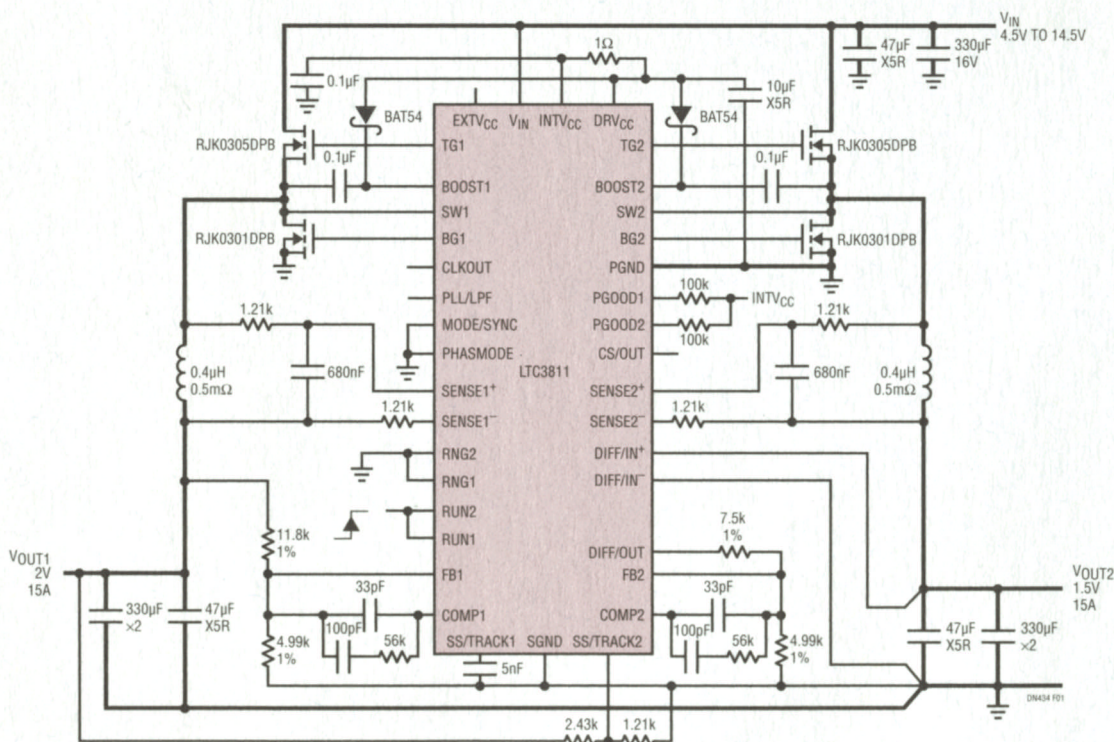 VIN
4.5V TO 14.5V
47µF
X5R
330µF
16V
1Ω
0.1µF
BAT54
10µF
X5R
BAT54
EXTVCC VIN INTVCC DRVCC
RJK0305DPB
TG1
TG2
RJK0305DPB
0.1µF
0.1µF
BOOST1
BOOST2
SW1
SW2
RJK0301DPB
BG1
BG2
RJK0301DPB
CLKOUT
PGND
PLL/LPF
PGOOD1
100k
INTVCC
1.21k
1.21k
MODE/SYNC
PGOOD2
100k
PHASMODE
CS/OUT
LTC3811
0.4µH
0.5mΩ
680nF
680nF
0.4µH
0.5mΩ
SENSE1+
SENSE2+
1.21k
1.21k
SENSE1–
SENSE2–
RNG2
DIFF/IN+
RNG1
DIFF/IN–
RUN2
7.5k
1%
11.8k
1%
RUN1
DIFF/OUT
VOUT1
2V
15A
FB1
FB2
VOUT2
1.5V
15A
33pF
33pF
330µF
×2
47µF
X5R
COMP1
COMP2
100pF
56k
100pF
56k
4.99k
1%
4.99k
1%
47µF
X5R
330µF
×2
SS/TRACK1 SGND SS/TRACK2
5nF
DN434 F01
2.43k
1.21k